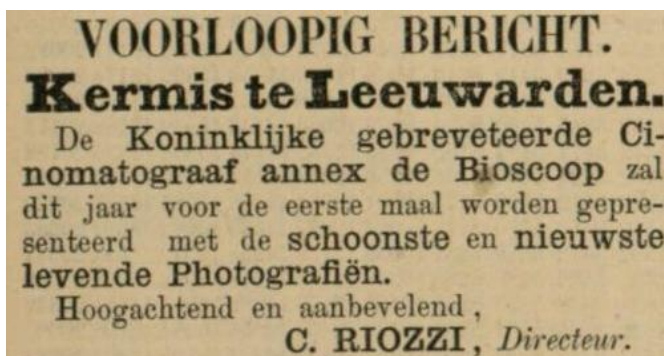 VOORLOOPIG BERICHT.
Kermis te Leeuwarden.
De Koninklijke gebreveteerde Ci-
nomatograaf annex de Bioscoop zal
dit jaar voor de eerste maal worden gepre-
senteerd met de schoonste en nieuwste
levende Photografiën.
Hoogachtend en aanbevelend,
C. RIOZZI, Directeur.